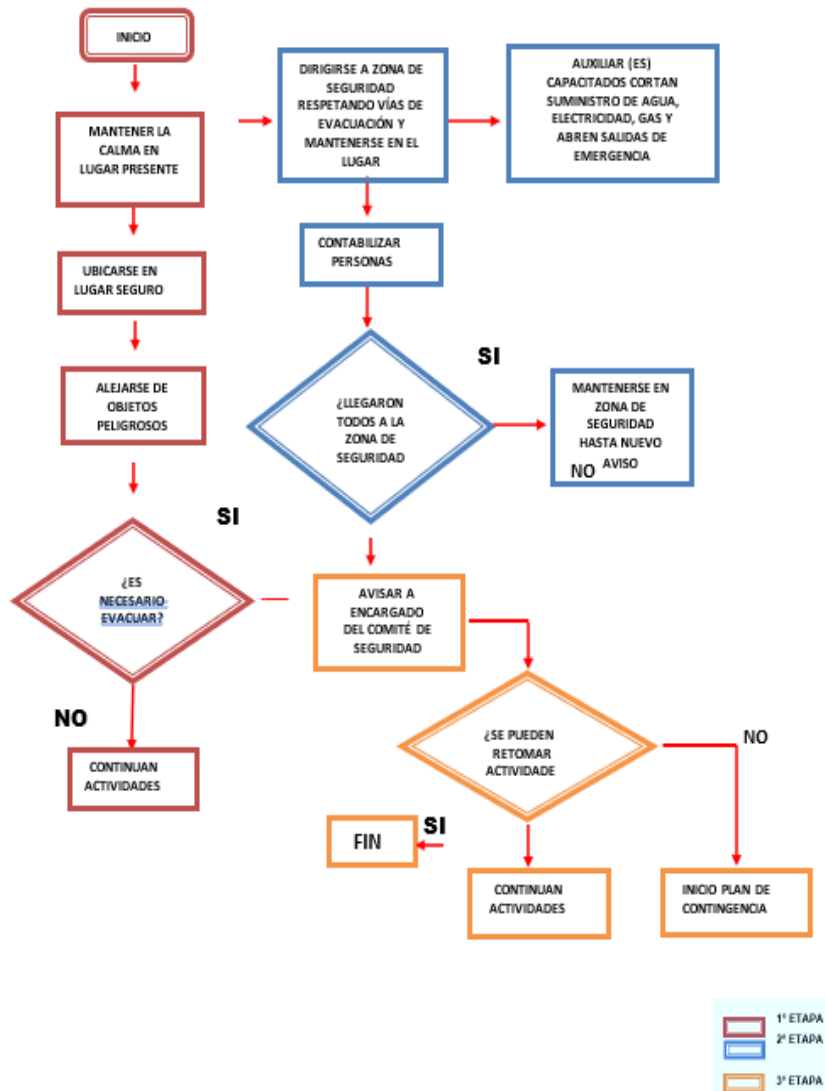 INICIO
MANTENER LA
CALMA EN
LUGAR PRESENTE
UBICARSE EN
LUGAR SEGURO
ALEJARSE DE
OBJETOS
PELIGROSOS
SI
¿ES
NECESARIO
EVACUAR?
NO
CONTINUAN
ACTIVIDADES
DIRIGIRSE A ZONA DE
SEGURIDAD
RESPETANDO VÍAS DE
EVACUACIÓN Y
MANTENERSE EN EL
LUGAR
AUXILIAR (ES)
CAPACITADOS CORTAN
SUMINISTRO DE AGUA,
ELECTRICIDAD, GAS Y
ABREN SALIDAS DE
EMERGENCIA
CONTABILIZAR
PERSONAS
¿LLEGARON
TODOS A LA
ZONA DE
SEGURIDAD
SI
MANTENERSE EN
ZONA DE
SEGURIDAD
HASTA NUEVO
AVISO
NO
AVISAR A
ENCARGADO
DEL COMITÉ DE
SEGURIDAD
¿SE PUEDEN
RETOMAR
ACTIVIDADE
NO
SI
FIN
CONTINUAN
ACTIVIDADES
INICIO PLAN DE
CONTINGENCIA
1° ETAPA
2° ETAPA
3° ETAPA